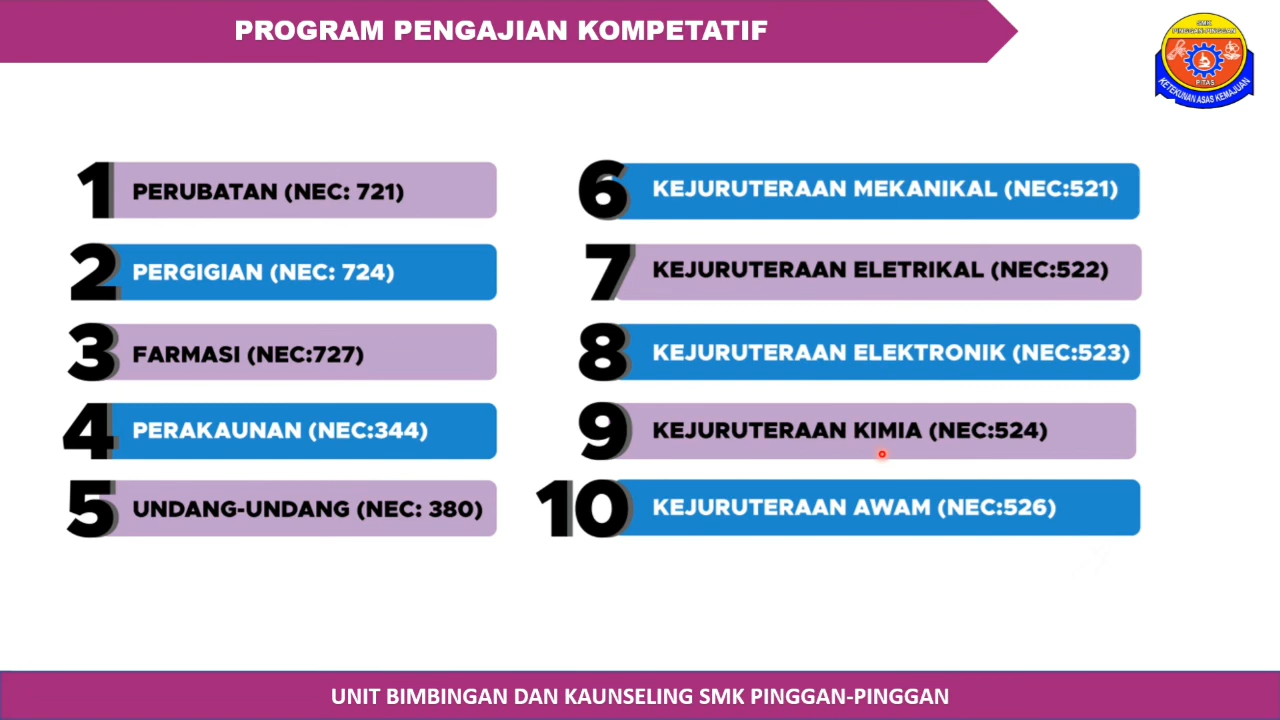 PROGRAM PENGAJIAN KOMPETATIF
SMK
PINGGAN-PINGGAN
PITAS
KETEKUNAN ASAS KEMAJUAN
1 PERUBATAN (NEC: 721)
2 PERGIGIAN (NEC: 724)
3 FARMASI (NEC:727)
4 PERAKAUNAN (NEC:344)
5 UNDANG-UNDANG (NEC: 380)
6 KEJURUTERAAN MEKANIKAL (NEC:521)
7 KEJURUTERAAN ELETRIKAL (NEC:522)
8 KEJURUTERAAN ELEKTRONIK (NEC:523)
9 KEJURUTERAAN KIMIA (NEC:524)
10 KEJURUTERAAN AWAM (NEC:526)
UNIT BIMBINGAN DAN KAUNSELING SMK PINGGAN-PINGGAN